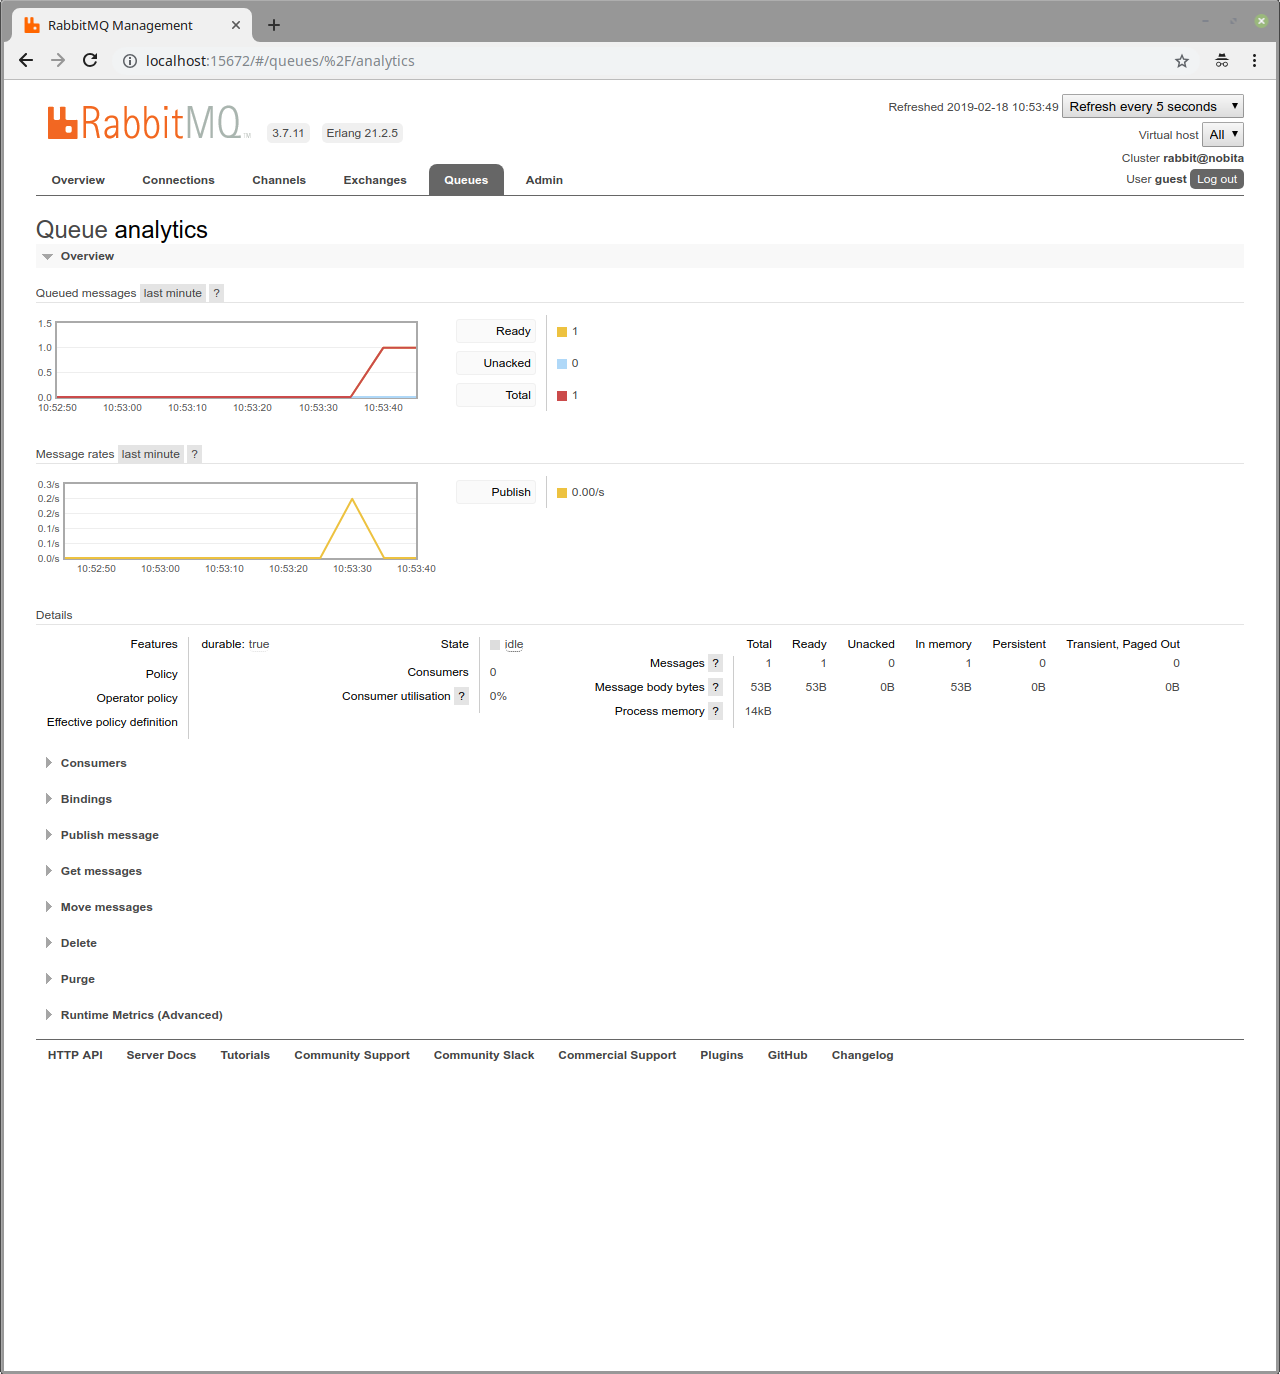 RabbitMQ Management
localhost:15672/#/queues/%2F/analytics
RabbitMQ TM 3.7.11 Erlang 21.2.5
Refreshed 2019-02-18 10:53:49 Refresh every 5 seconds
Virtual host All
Cluster rabbit@nobita
User guest Log out
Overview Connections Channels Exchanges Queues Admin
Queue analytics
Overview
Queued messages last minute ?
1.5
1.0
0.5
0.0
10:52:50 10:53:00 10:53:10 10:53:20 10:53:30 10:53:40
Ready 1
Unacked 0
Total 1
Message rates last minute ?
0.3/s
0.2/s
0.2/s
0.1/s
0.1/s
0.0/s
10:52:50 10:53:00 10:53:10 10:53:20 10:53:30 10:53:40
Publish 0.00/s
Details
Features durable: true
Policy
Operator policy
Effective policy definition
State idle
Consumers 0
Consumer utilisation ? 0%
Total Ready Unacked In memory Persistent Transient, Paged Out
Messages ? 1 1 0 1 0 0
Message body bytes ? 53B 53B 0B 53B 0B 0B
Process memory ? 14kB
Consumers
Bindings
Publish message
Get messages
Move messages
Delete
Purge
Runtime Metrics (Advanced)
HTTP API Server Docs Tutorials Community Support Community Slack Commercial Support Plugins GitHub Changelog